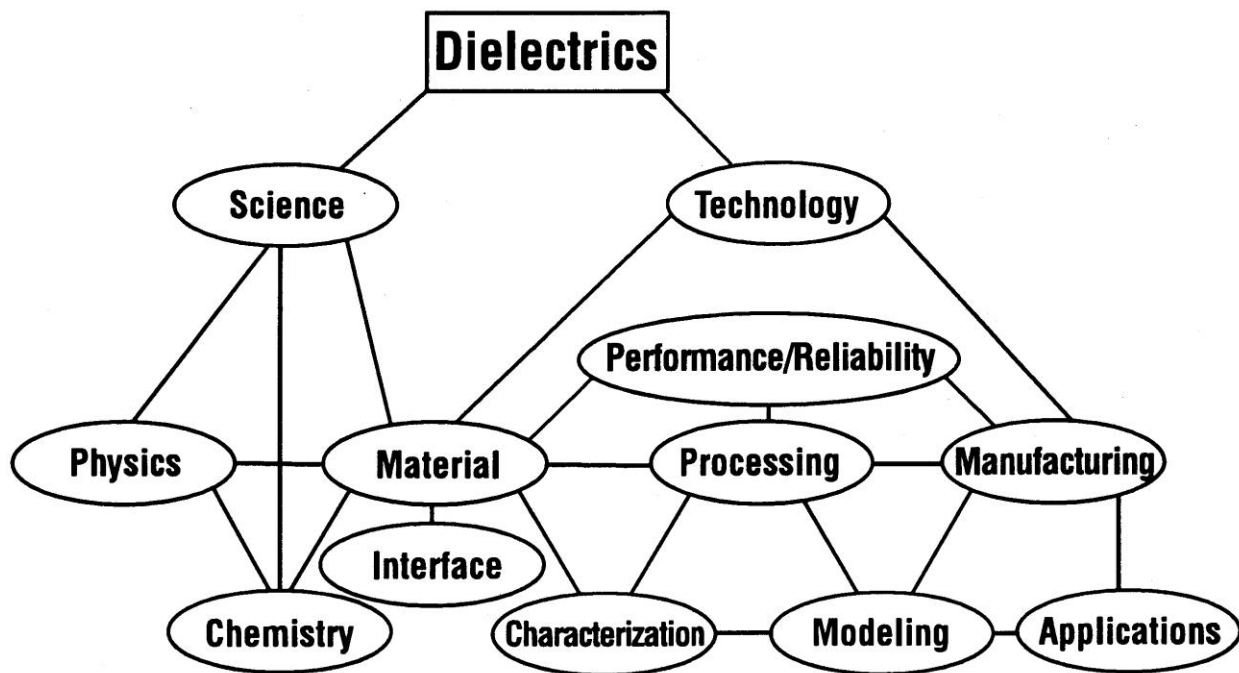 Dielectrics
Science
Technology
Performance/Reliability
Physics
Material
Processing
Manufacturing
Interface
Chemistry
Characterization
Modeling
Applications